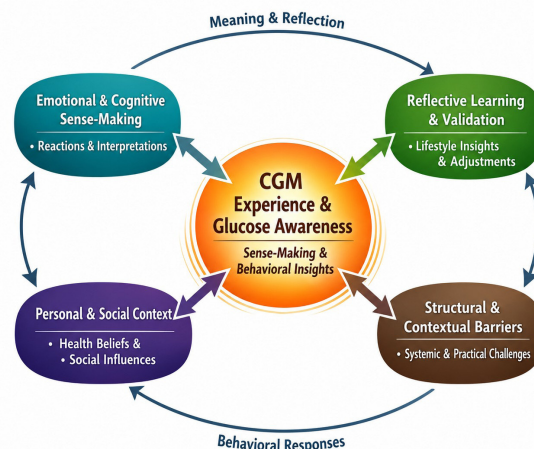 Meaning & Reflection
Emotional & Cognitive
Sense-Making
• Reactions & Interpretations
Reflective Learning
& Validation
• Lifestyle Insights
& Adjustments
CGM
Experience &
Glucose Awareness
Sense-Making &
Behavioral Insights
Personal & Social Context
• Health Beliefs &
• Social Influences
Structural &
Contextual Barriers
• Systemic & Practical Challenges
Behavioral Responses